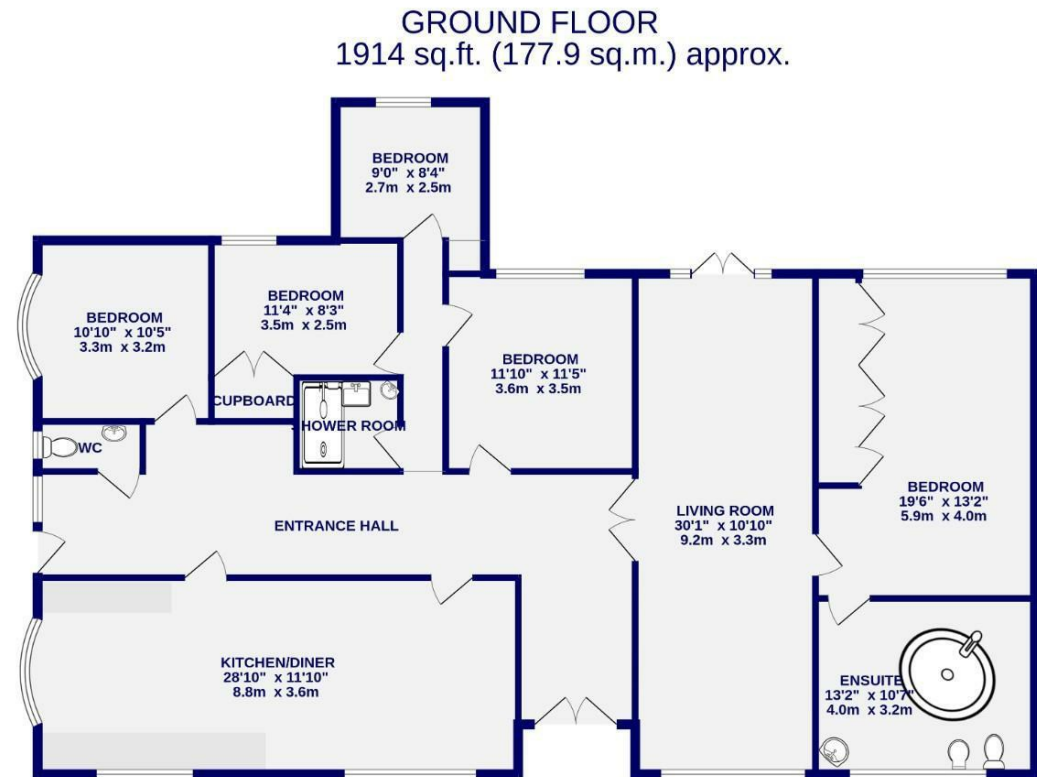 GROUND FLOOR
1914 sq.ft. (177.9 sq.m.) approx.
BEDROOM
9'0" x 8'4"
2.7m x 2.5m
BEDROOM
10'10" x 10'5"
3.3m x 3.2m
BEDROOM
11'4" x 8'3"
3.5m x 2.5m
BEDROOM
11'10" x 11'5"
3.6m x 3.5m
CUPBOARD
SHOWER ROOM
WC
ENTRANCE HALL
LIVING ROOM
30'1" x 10'10"
9.2m x 3.3m
BEDROOM
19'6" x 13'2"
5.9m x 4.0m
KITCHEN/DINER
28'10" x 11'10"
8.8m x 3.6m
ENSUITE
13'2" x 10'7"
4.0m x 3.2m